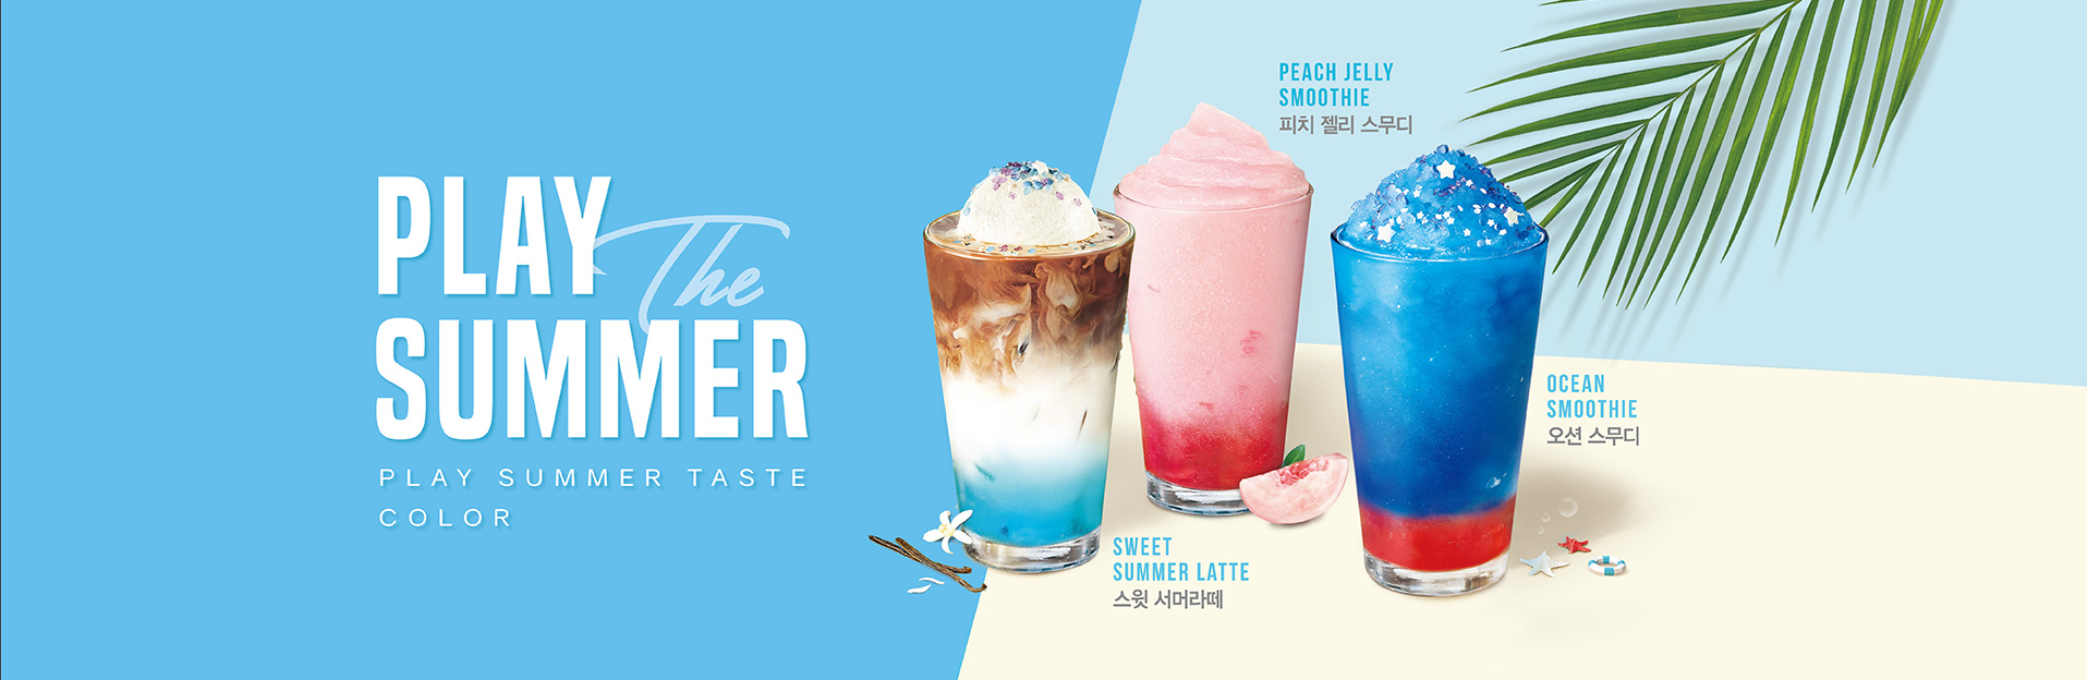 PLAY The
SUMMER
PLAY SUMMER TASTE
COLOR
PEACH JELLY
SMOOTHIE
피치 젤리 스무디
SWEET
SUMMER LATTE
스윗 서머라떼
OCEAN
SMOOTHIE
오션 스무디